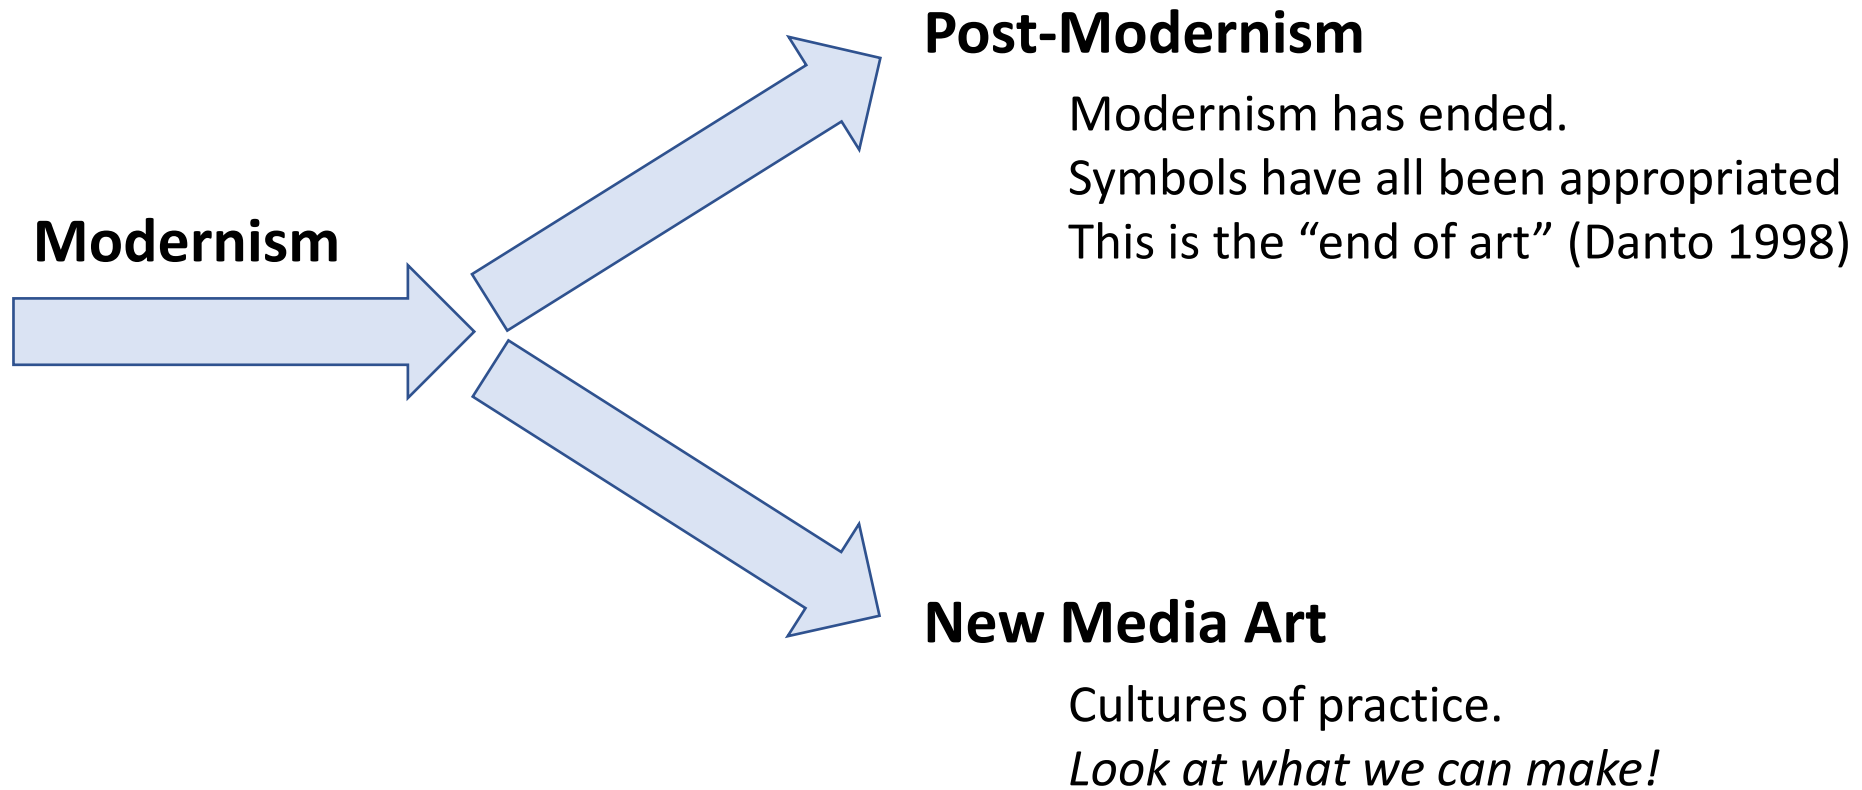 Post-Modernism
Modernism has ended.
Symbols have all been appropriated
This is the “end of art” (Danto 1998)
Modernism
New Media Art
Cultures of practice.
Look at what we can make!